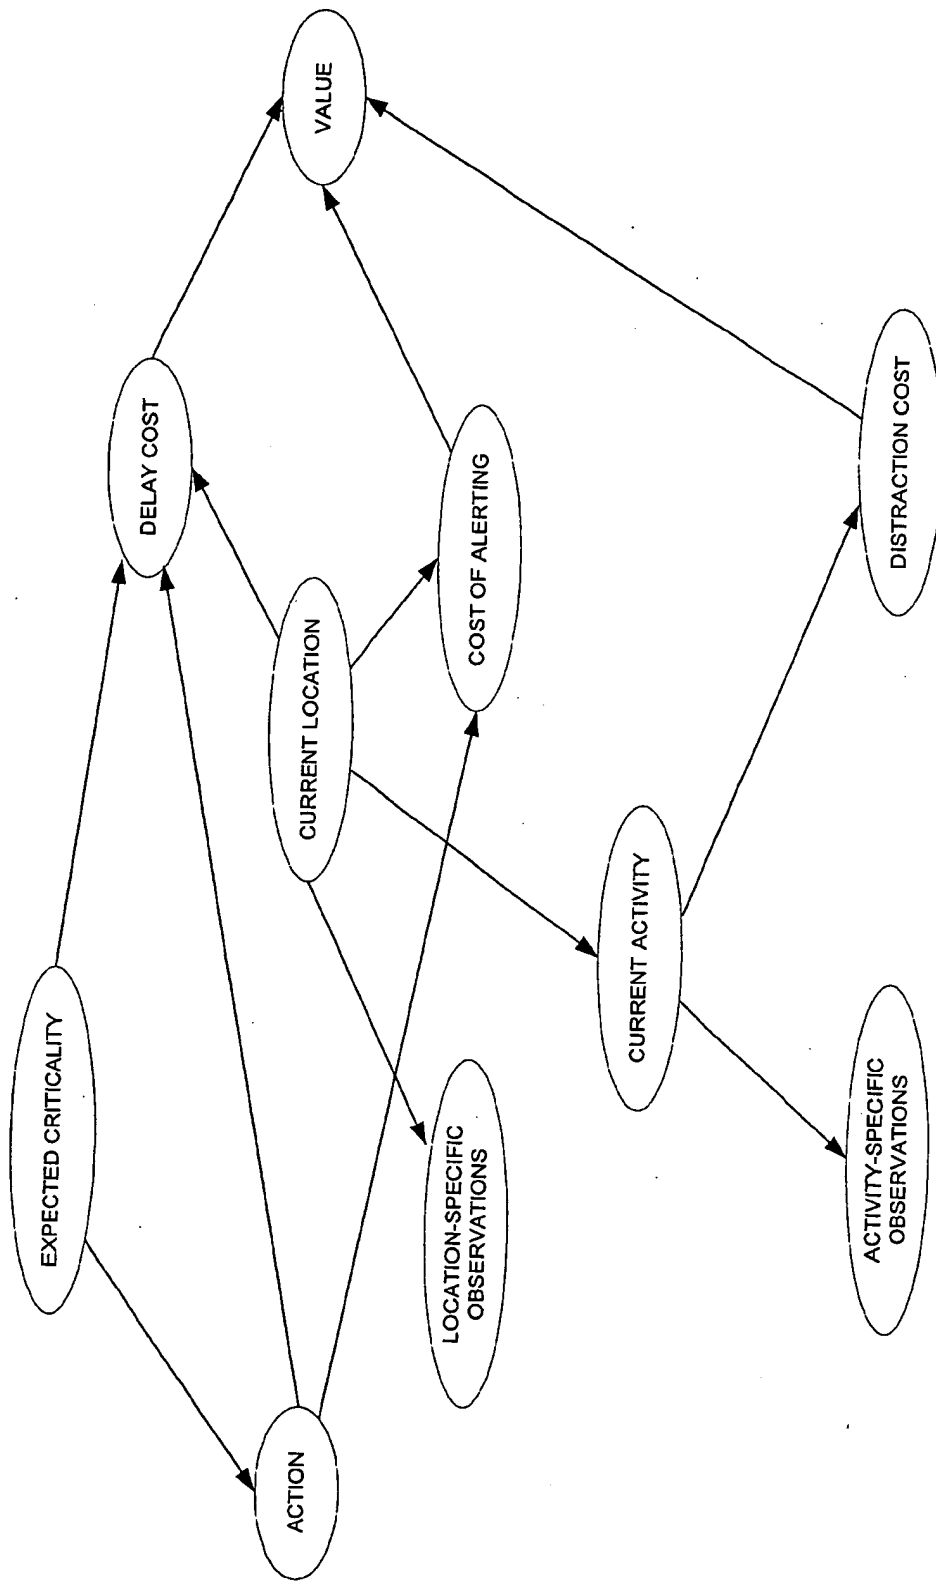 EXPECTED CRITICALITY
DELAY COST
ACTION
CURRENT LOCATION
VALUE
LOCATION-SPECIFIC
OBSERVATIONS
COST OF ALERTING
CURRENT ACTIVITY
ACTIVITY-SPECIFIC
OBSERVATIONS
DISTRACTION COST